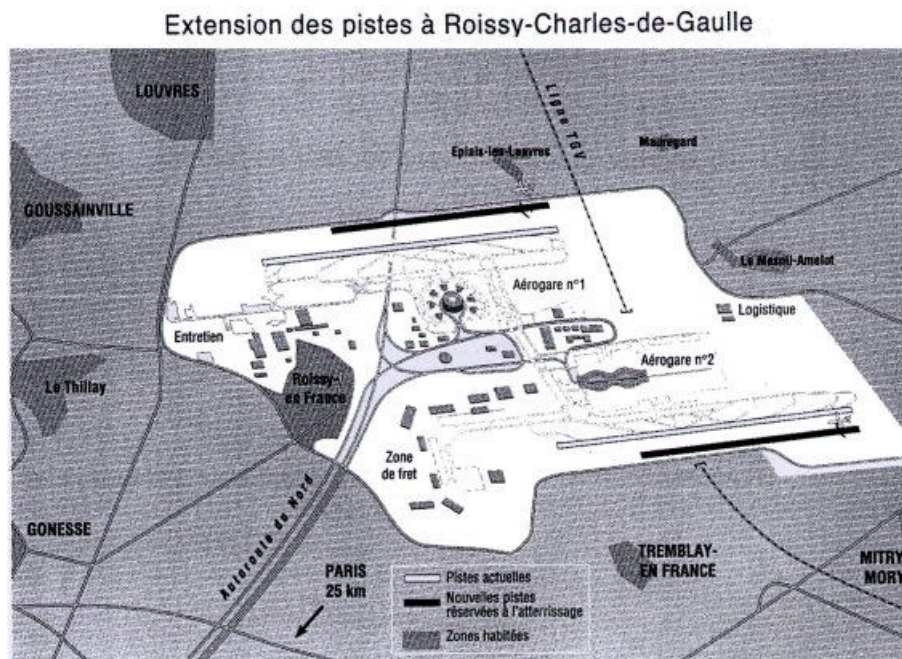 Extension des pistes à Roissy-Charles-de-Gaulle
LOUVRES
Ligne TGV
Epiais-les-Louvres
Mauregard
GOUSSAINVILLE
Le Mesnil-Amelot
Aérogare n°1
Logistique
Entretien
Aérogare n°2
Le Thillay
Roissy-
en France
Zone
de fret
Autoroute du Nord
GONESSE
TREMBLAY-
EN FRANCE
MITRY
MORY
PARIS
25 km
Pistes actuelles
Nouvelles pistes
réservées à l'atterrissage
Zones habitées